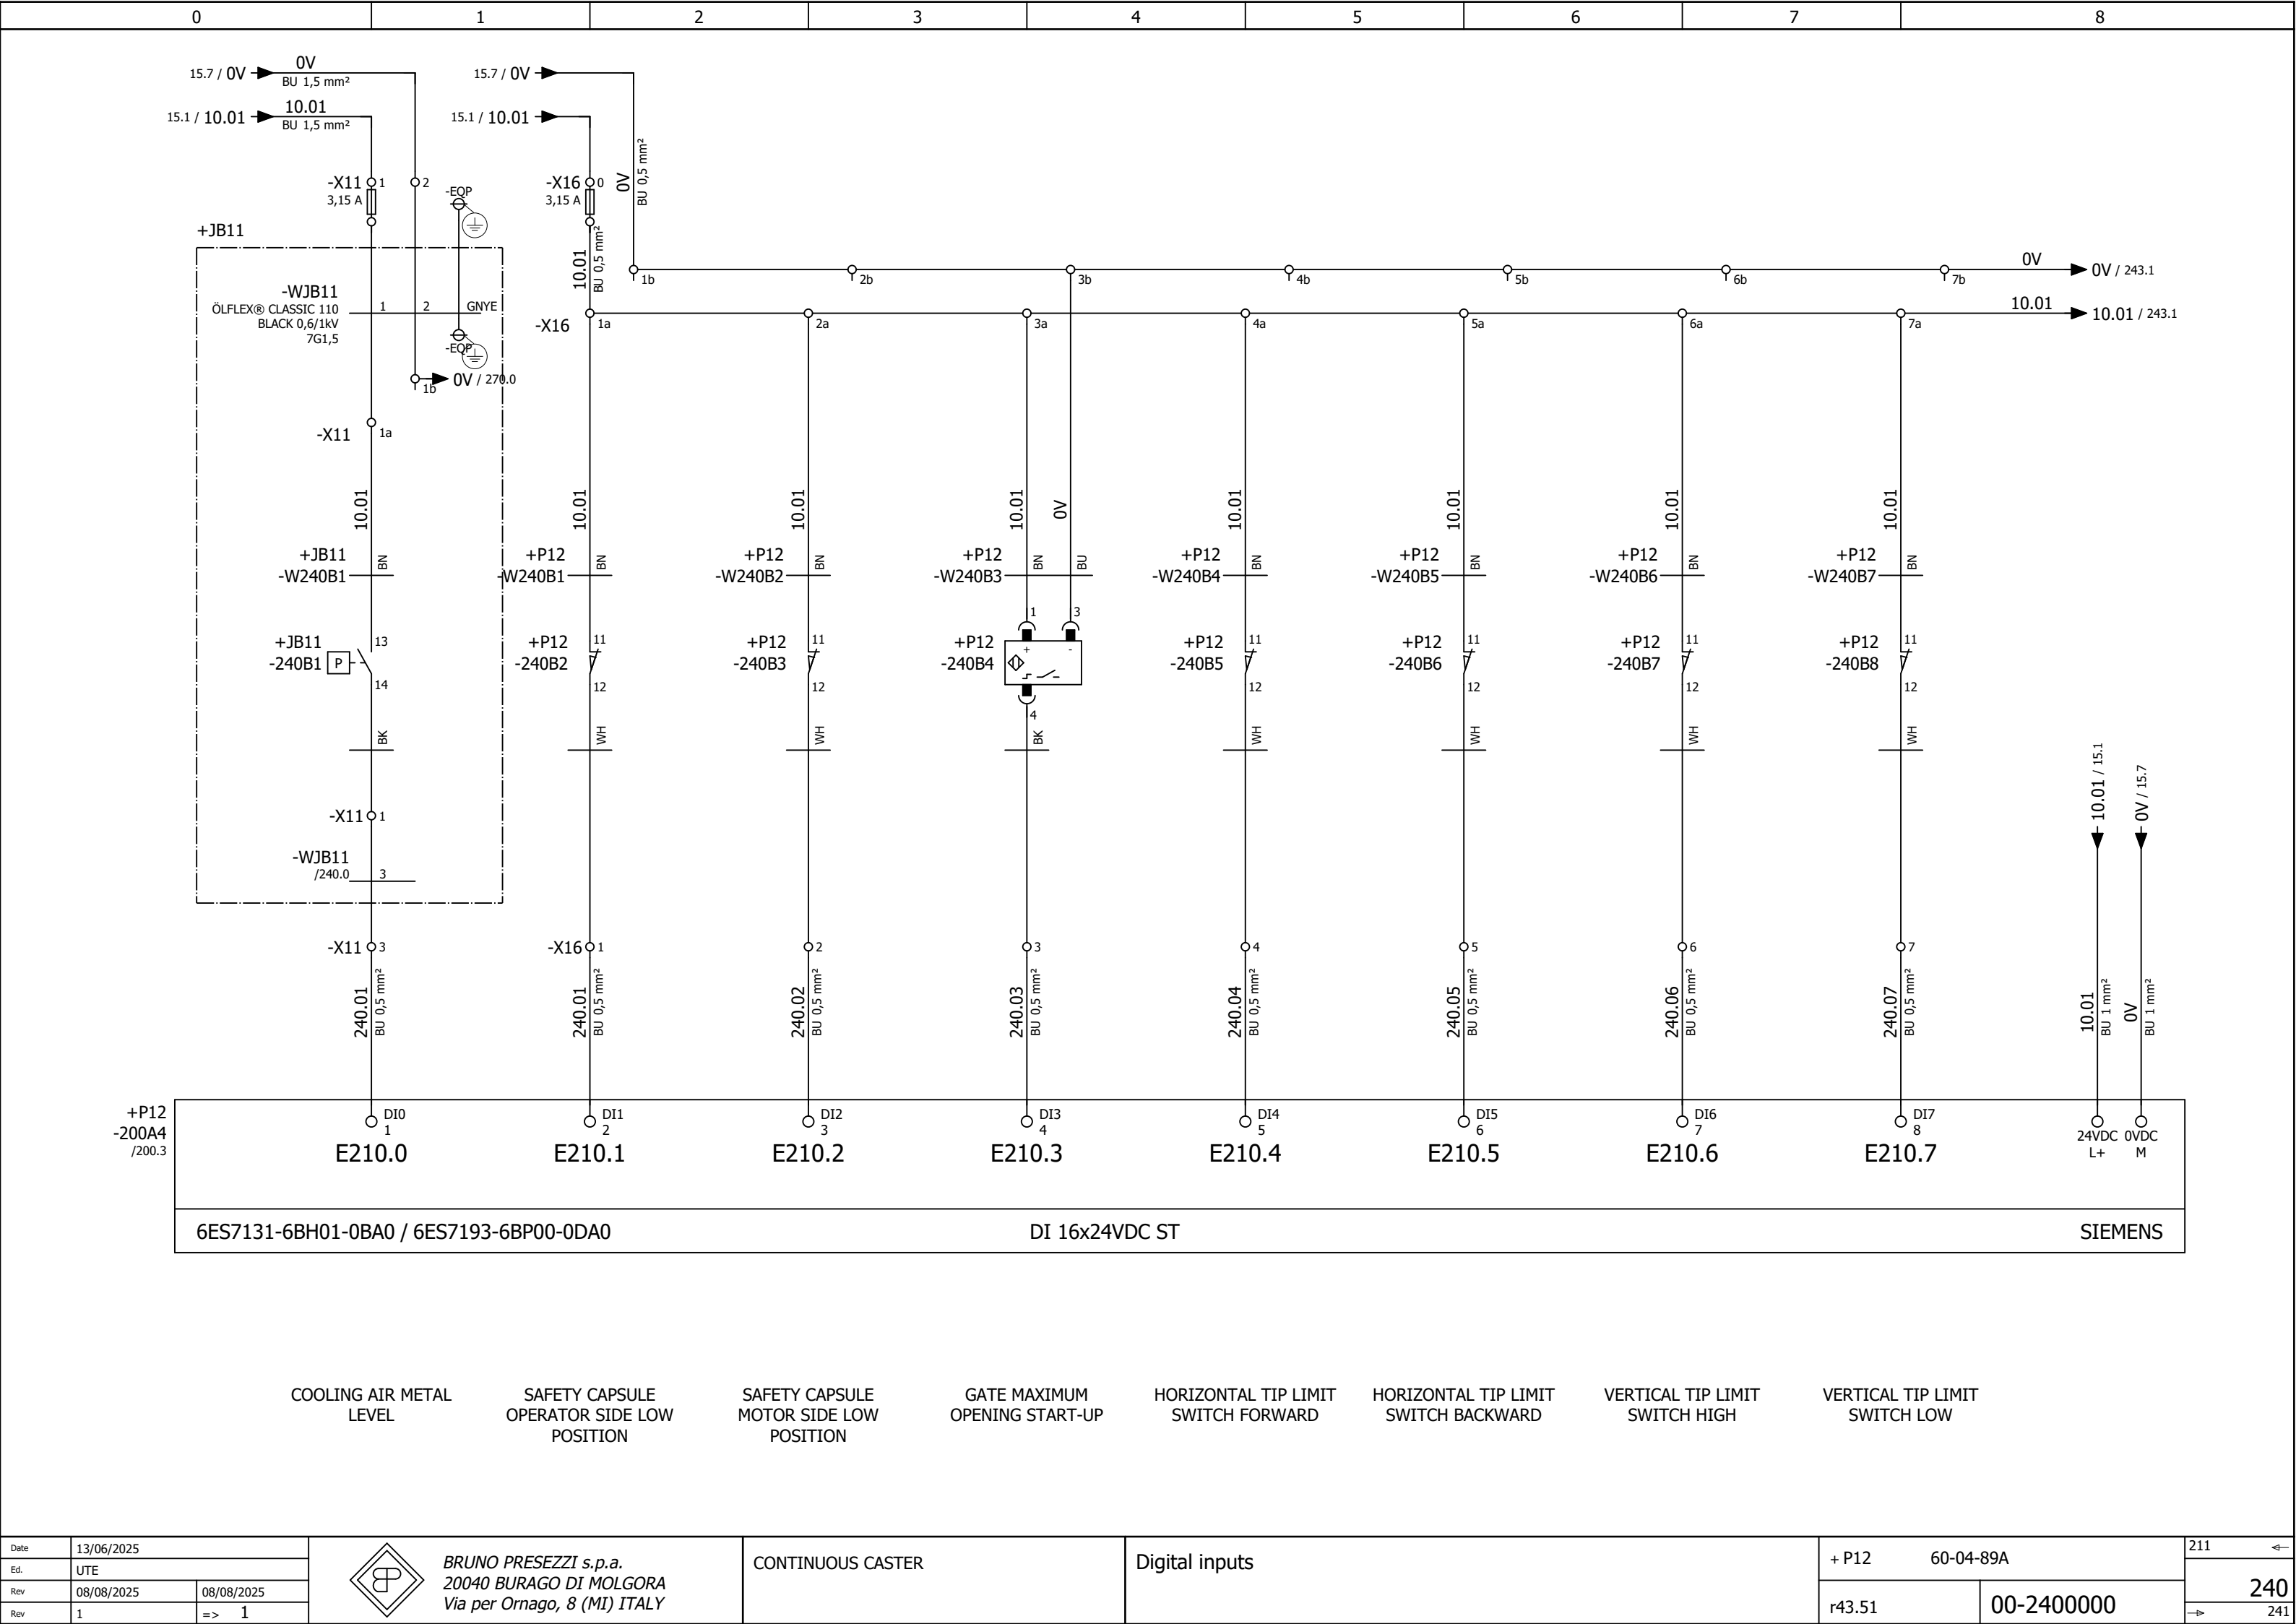 0 1 2 3 4 5 6 7 8
15.7 / 0V
0V
BU 1,5 mm²
15.7 / 0V
15.1 / 10.01
10.01
BU 1,5 mm²
15.1 / 10.01
0V
BU 0,5 mm²
-X11 1 2
3,15 A
-EQP
-X16 0
3,15 A
+JB11
10.01
BU 0,5 mm²
1b 2b 3b 4b 5b 6b 7b
0V
0V / 243.1
-WJB11
ÖLFLEX® CLASSIC 110
BLACK 0,6/1kV
7G1,5
1 2 GNYE
-EQP
-X16 1a 2a 3a 4a 5a 6a 7a
10.01
10.01 / 243.1
1b 0V / 270.0
-X11 1a
10.01 10.01 10.01 10.01 0V 10.01 10.01 10.01 10.01
+JB11 +P12 +P12 +P12 +P12 +P12 +P12 +P12
-W240B1 -W240B1 -W240B2 -W240B3 -W240B4 -W240B5 -W240B6 -W240B7
BN BN BN BN BU BN BN BN BN
1 3
+JB11 +P12 +P12 +P12 +P12 +P12 +P12 +P12
-240B1 -240B2 -240B3 -240B4 -240B5 -240B6 -240B7 -240B8
P
13 11 11 + - 11 11 11 11
14 12 12 4 12 12 12 12
BK WH WH BK WH WH WH WH
10.01 / 15.1
0V / 15.7
-X11 1
-WJB11
/240.0 3
-X11 3 -X16 1 2 3 4 5 6 7
240.01 240.01 240.02 240.03 240.04 240.05 240.06 240.07 10.01 0V
BU 0,5 mm² BU 0,5 mm² BU 0,5 mm² BU 0,5 mm² BU 0,5 mm² BU 0,5 mm² BU 0,5 mm² BU 0,5 mm² BU 1 mm² BU 1 mm²
+P12
-200A4
/200.3
DI0 DI1 DI2 DI3 DI4 DI5 DI6 DI7
1 2 3 4 5 6 7 8
24VDC 0VDC
L+ M
E210.0 E210.1 E210.2 E210.3 E210.4 E210.5 E210.6 E210.7
6ES7131-6BH01-0BA0 / 6ES7193-6BP00-0DA0 DI 16x24VDC ST SIEMENS
COOLING AIR METAL
LEVEL
SAFETY CAPSULE
OPERATOR SIDE LOW
POSITION
SAFETY CAPSULE
MOTOR SIDE LOW
POSITION
GATE MAXIMUM
OPENING START-UP
HORIZONTAL TIP LIMIT
SWITCH FORWARD
HORIZONTAL TIP LIMIT
SWITCH BACKWARD
VERTICAL TIP LIMIT
SWITCH HIGH
VERTICAL TIP LIMIT
SWITCH LOW
Date 13/06/2025
Ed. UTE
Rev 08/08/2025 08/08/2025
Rev 1 => 1
BP
BRUNO PRESEZZI s.p.a.
20040 BURAGO DI MOLGORA
Via per Ornago, 8 (MI) ITALY
CONTINUOUS CASTER
Digital inputs
+ P12 60-04-89A
r43.51 00-2400000
211
240
241